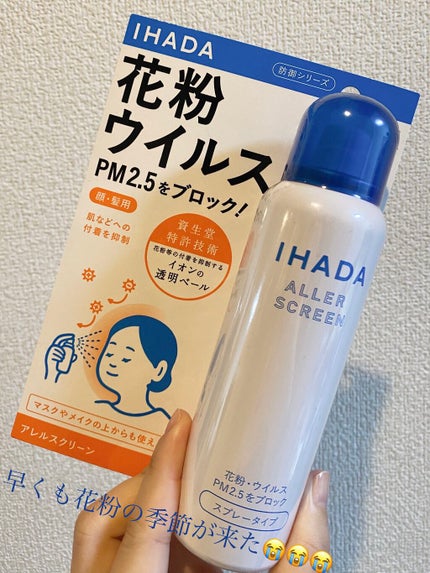 IHADA
防御シリーズ
花粉
ウイルス
PM2.5をブロック!
顔・髪用
肌などへの
付着を抑制
資生堂
特許技術
花粉等の付着を抑制する
イオンの
透明ベール
マスクやメイクの上からも使え
アレルスクリーン
IHADA
ALLER
SCREEN
花粉・ウイルス
PM2.5をブロック
スプレータイプ
早くも花粉の季節が来た😭😭😭